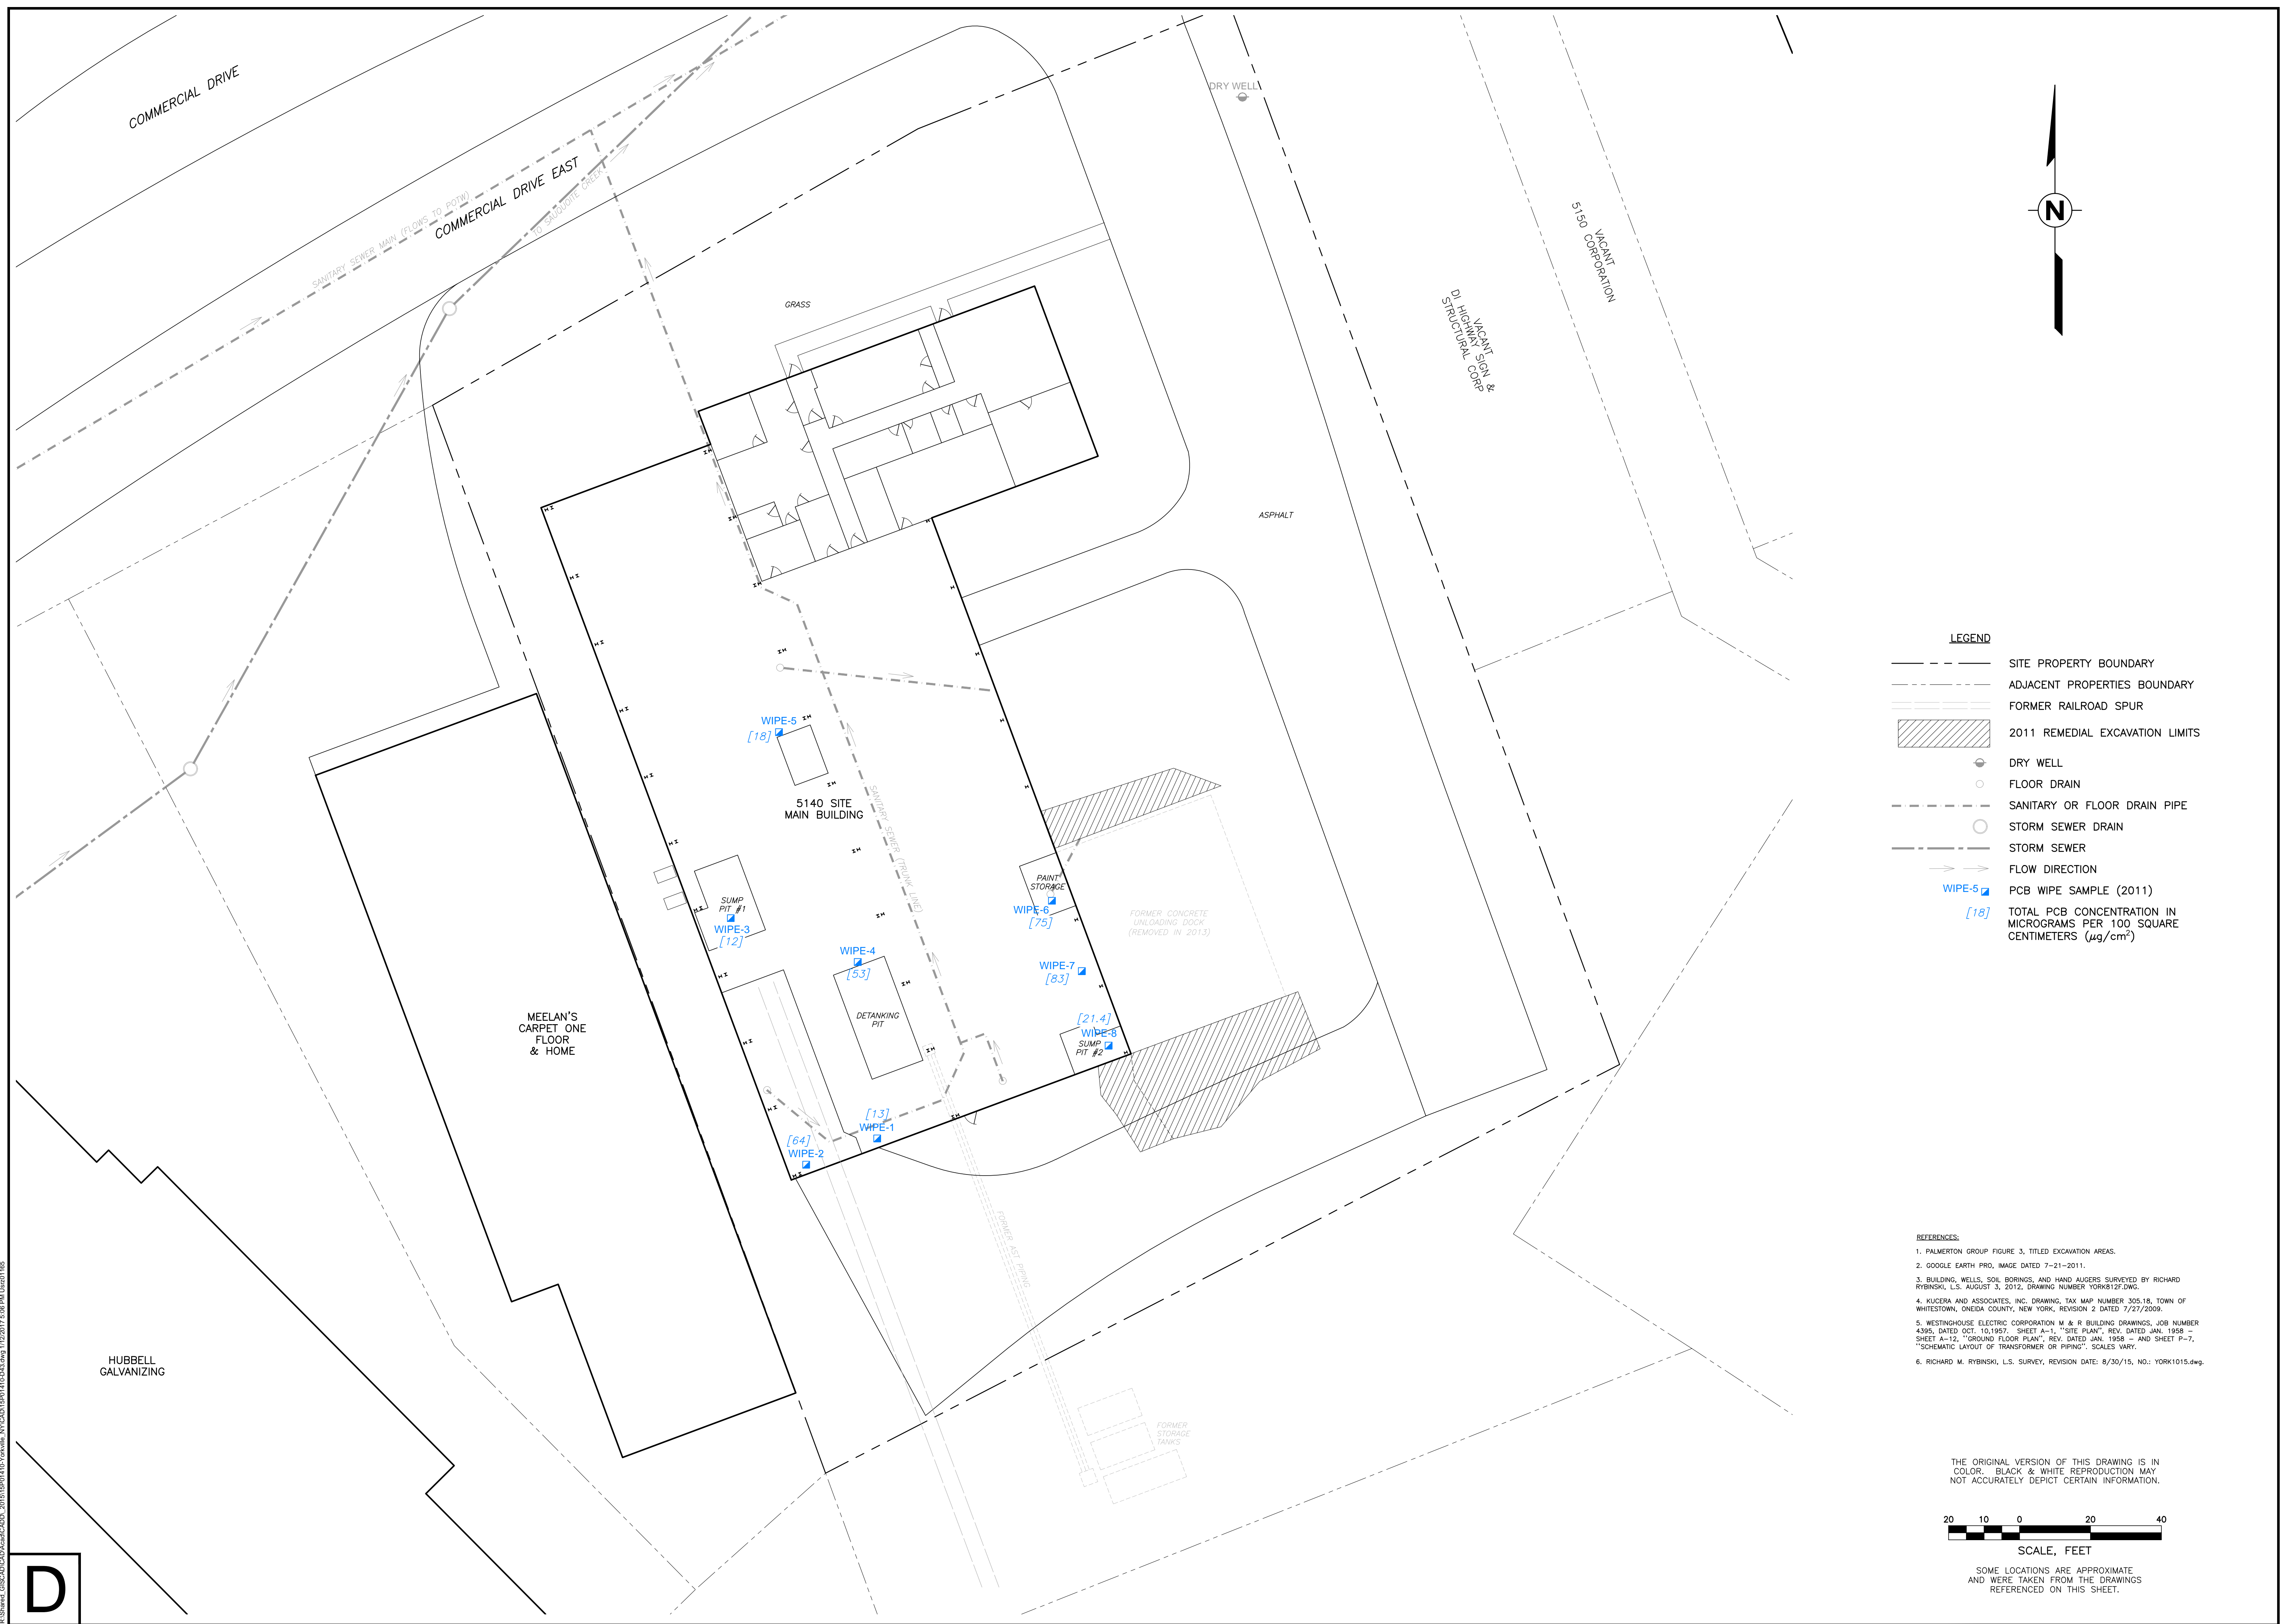 COMMERCIAL DRIVE
COMMERCIAL DRIVE EAST
SANITARY SEWER MAIN (FLOWS TO POTW)
TO SAUQUOITE CREEK
DRY WELL
GRASS
VACANT
5150 CORPORATION
VACANT
DI HIGHWAY SIGN &
STRUCTURAL CORP
ASPHALT
N
WIPE-5
[18]
5140 SITE
MAIN BUILDING
SANITARY SEWER (TRUNK LINE)
PAINT
STORAGE
WIPE-6
[75]
SUMP
PIT #1
WIPE-3
[12]
FORMER CONCRETE
UNLOADING DOCK
(REMOVED IN 2013)
WIPE-4
[53]
WIPE-7
[83]
DETANKING
PIT
[21.4]
WIPE-8
SUMP
PIT #2
[13]
WIPE-1
[64]
WIPE-2
MEELAN'S
CARPET ONE
FLOOR
& HOME
FORMER AST PIPING
HUBBELL
GALVANIZING
FORMER
STORAGE
TANKS
LEGEND
SITE PROPERTY BOUNDARY
ADJACENT PROPERTIES BOUNDARY
FORMER RAILROAD SPUR
2011 REMEDIAL EXCAVATION LIMITS
DRY WELL
FLOOR DRAIN
SANITARY OR FLOOR DRAIN PIPE
STORM SEWER DRAIN
STORM SEWER
FLOW DIRECTION
WIPE-5 PCB WIPE SAMPLE (2011)
[18] TOTAL PCB CONCENTRATION IN
MICROGRAMS PER 100 SQUARE
CENTIMETERS (µg/cm²)
REFERENCES:
1. PALMERTON GROUP FIGURE 3, TITLED EXCAVATION AREAS.
2. GOOGLE EARTH PRO, IMAGE DATED 7-21-2011.
3. BUILDING, WELLS, SOIL BORINGS, AND HAND AUGERS SURVEYED BY RICHARD
RYBINSKI, L.S. AUGUST 3, 2012, DRAWING NUMBER YORK812F.DWG.
4. KUCERA AND ASSOCIATES, INC. DRAWING, TAX MAP NUMBER 305.18, TOWN OF
WHITESTOWN, ONEIDA COUNTY, NEW YORK, REVISION 2 DATED 7/27/2009.
5. WESTINGHOUSE ELECTRIC CORPORATION M & R BUILDING DRAWINGS, JOB NUMBER
4395, DATED OCT. 10,1957. SHEET A-1, ''SITE PLAN'', REV. DATED JAN. 1958 -
SHEET A-12, ''GROUND FLOOR PLAN'', REV. DATED JAN. 1958 - AND SHEET P-7,
''SCHEMATIC LAYOUT OF TRANSFORMER OR PIPING''. SCALES VARY.
6. RICHARD M. RYBINSKI, L.S. SURVEY, REVISION DATE: 8/30/15, NO.: YORK1015.dwg.
THE ORIGINAL VERSION OF THIS DRAWING IS IN
COLOR. BLACK & WHITE REPRODUCTION MAY
NOT ACCURATELY DEPICT CERTAIN INFORMATION.
20 10 0 20 40
SCALE, FEET
SOME LOCATIONS ARE APPROXIMATE
AND WERE TAKEN FROM THE DRAWINGS
REFERENCED ON THIS SHEET.
D